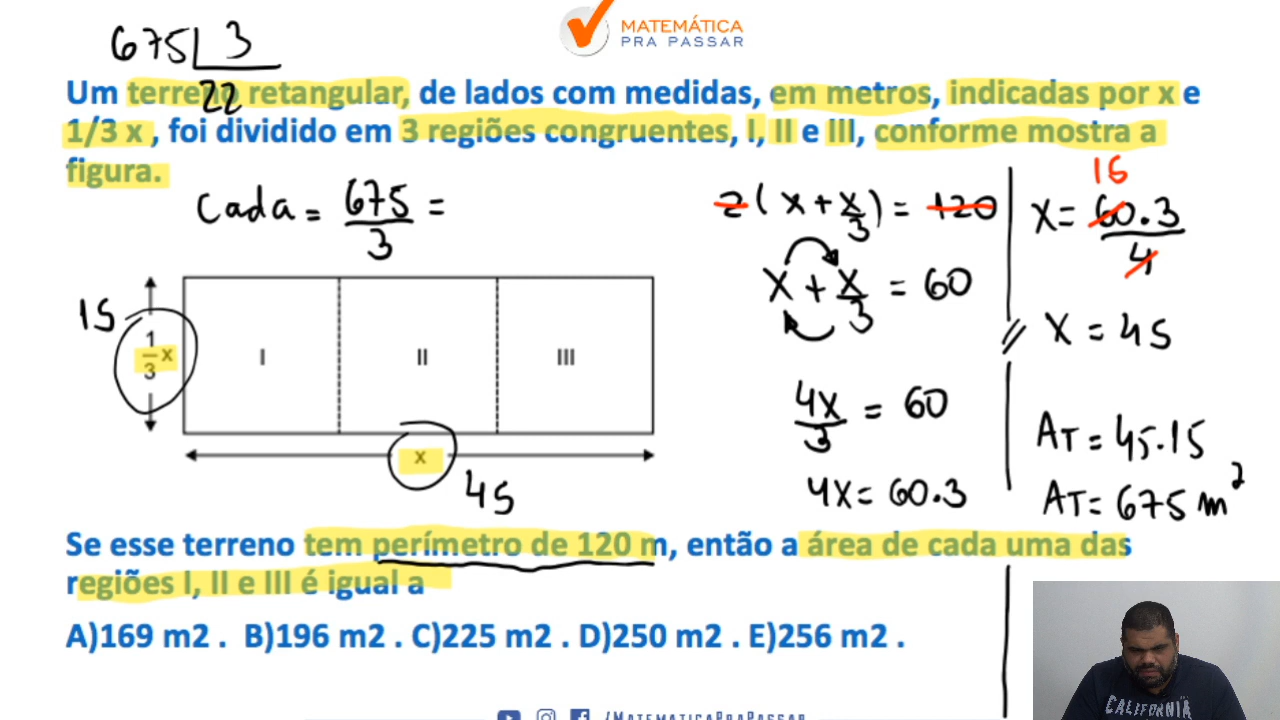 MATEMÁTICA
PRA PASSAR
675 3
22
Um terreno retangular, de lados com medidas, em metros, indicadas por x e
1/3 x , foi dividido em 3 regiões congruentes, I, II e III, conforme mostra a
figura.
cada = 675/3 =
15
1/3 x
I
II
III
x
45
2(x + x/3) = 120
x + x/3 = 60
4x/3 = 60
4x = 60.3
15
x = 60.3/4
x = 45
AT = 45.15
AT = 675 m²
Se esse terreno tem perímetro de 120 m, então a área de cada uma das
regiões I, II e III é igual a
A)169 m2 . B)196 m2 . C)225 m2 . D)250 m2 . E)256 m2 .
CALIFORNIA
/MATEMATICAPRAPASSAR